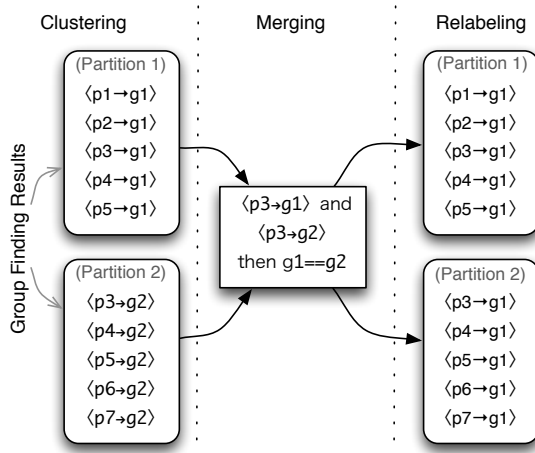 Clustering
Merging
Relabeling
Group Finding Results
(Partition 1)
⟨p1→g1⟩
⟨p2→g1⟩
⟨p3→g1⟩
⟨p4→g1⟩
⟨p5→g1⟩
(Partition 2)
⟨p3→g2⟩
⟨p4→g2⟩
⟨p5→g2⟩
⟨p6→g2⟩
⟨p7→g2⟩
⟨p3→g1⟩ and
⟨p3→g2⟩
then g1==g2
(Partition 1)
⟨p1→g1⟩
⟨p2→g1⟩
⟨p3→g1⟩
⟨p4→g1⟩
⟨p5→g1⟩
(Partition 2)
⟨p3→g1⟩
⟨p4→g1⟩
⟨p5→g1⟩
⟨p6→g1⟩
⟨p7→g1⟩